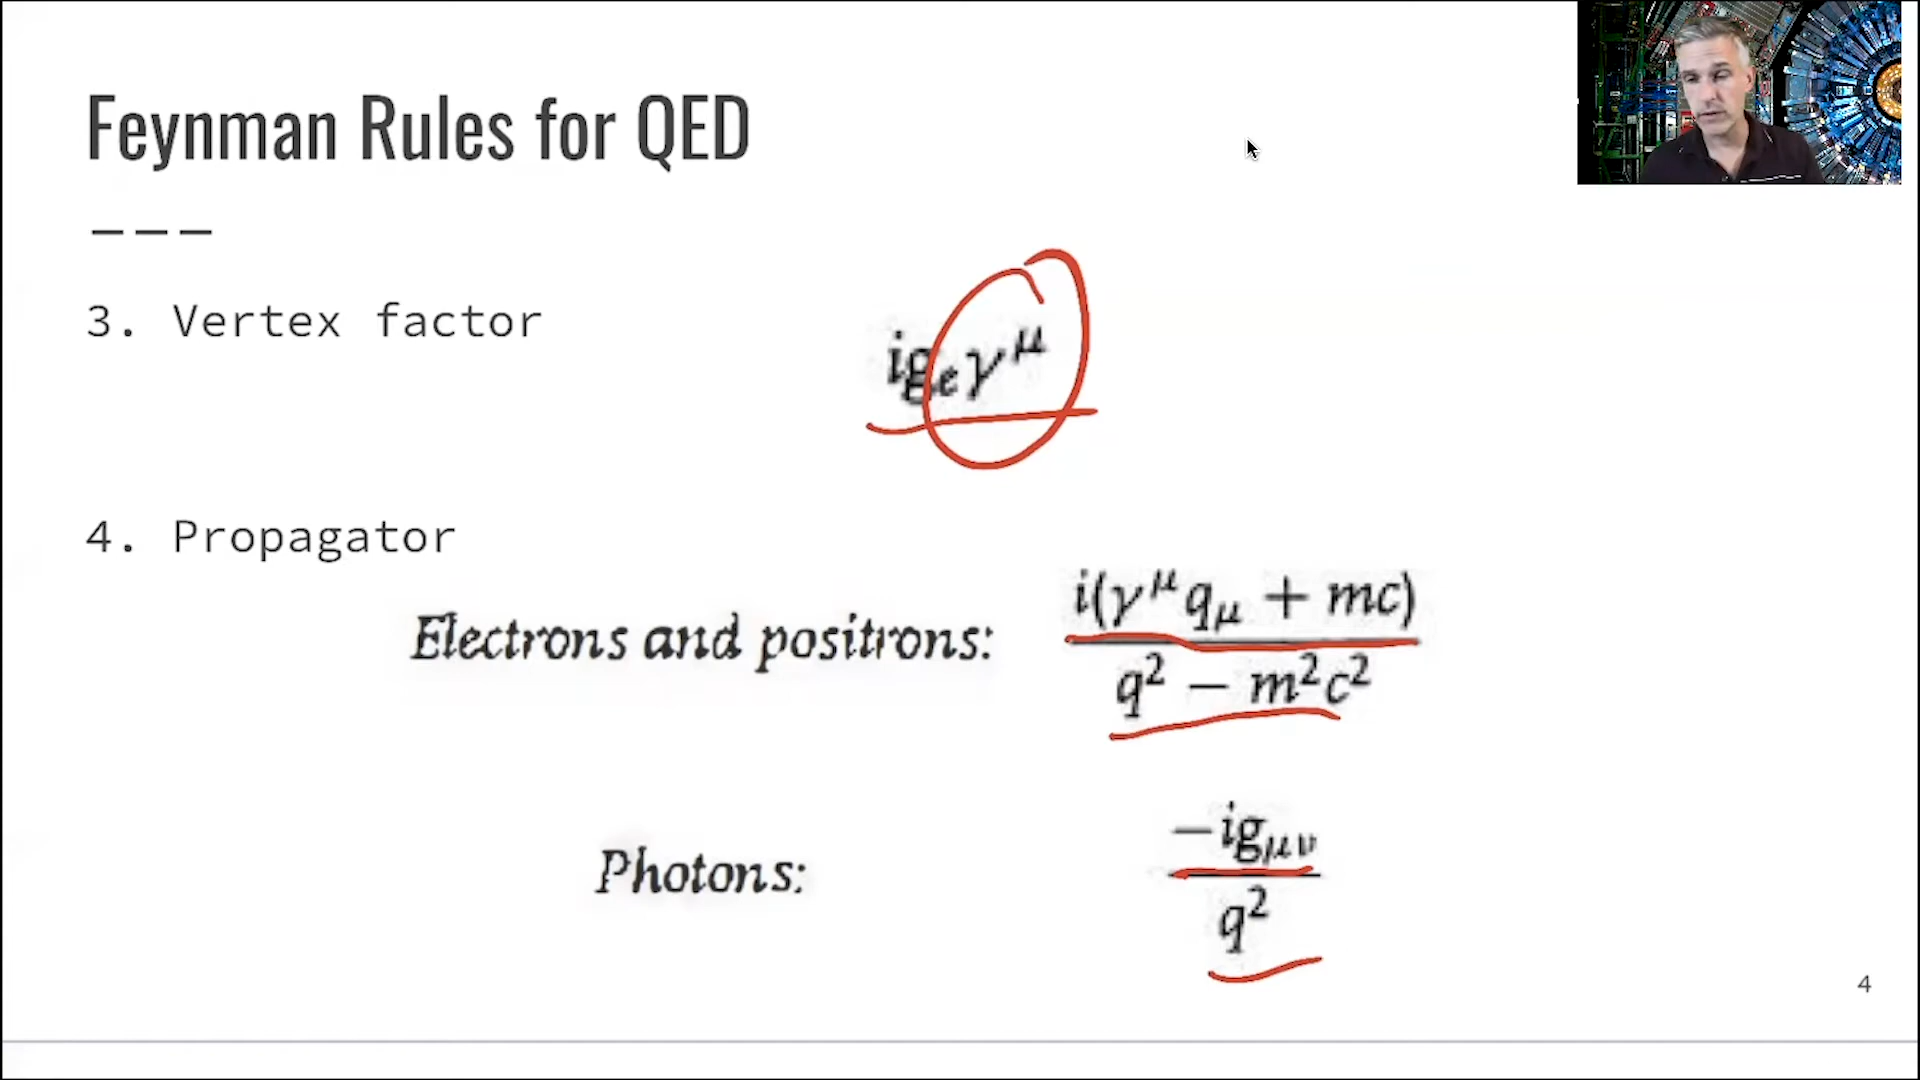 Feynman Rules for QED
---
3. Vertex factor
ig_e γ^μ
4. Propagator
Electrons and positrons: i(γ^μ q_μ + mc) / (q² − m²c²)
Photons: −ig_μν / q²
4